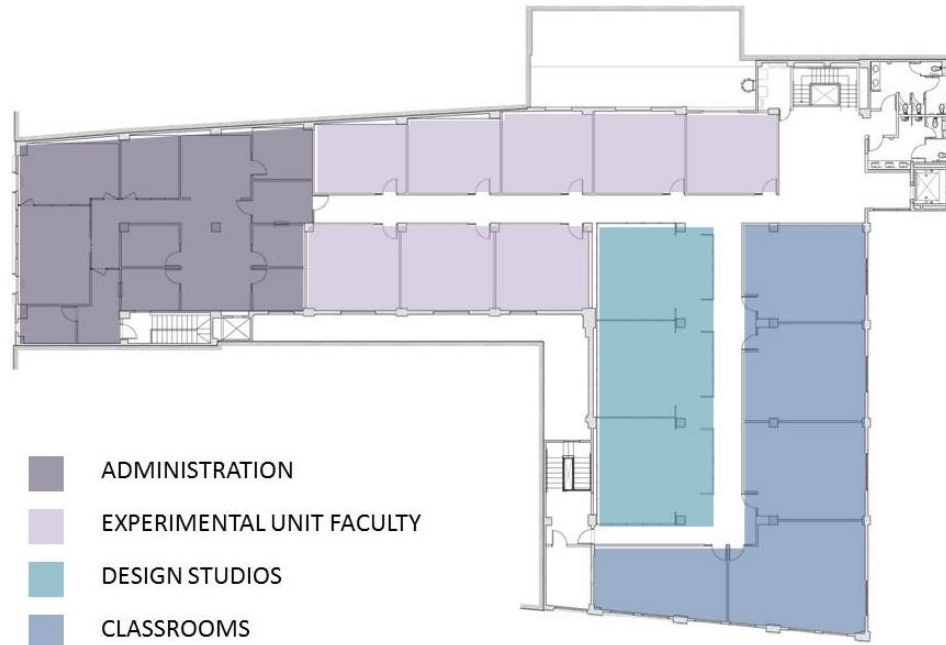 ADMINISTRATION
EXPERIMENTAL UNIT FACULTY
DESIGN STUDIOS
CLASSROOMS